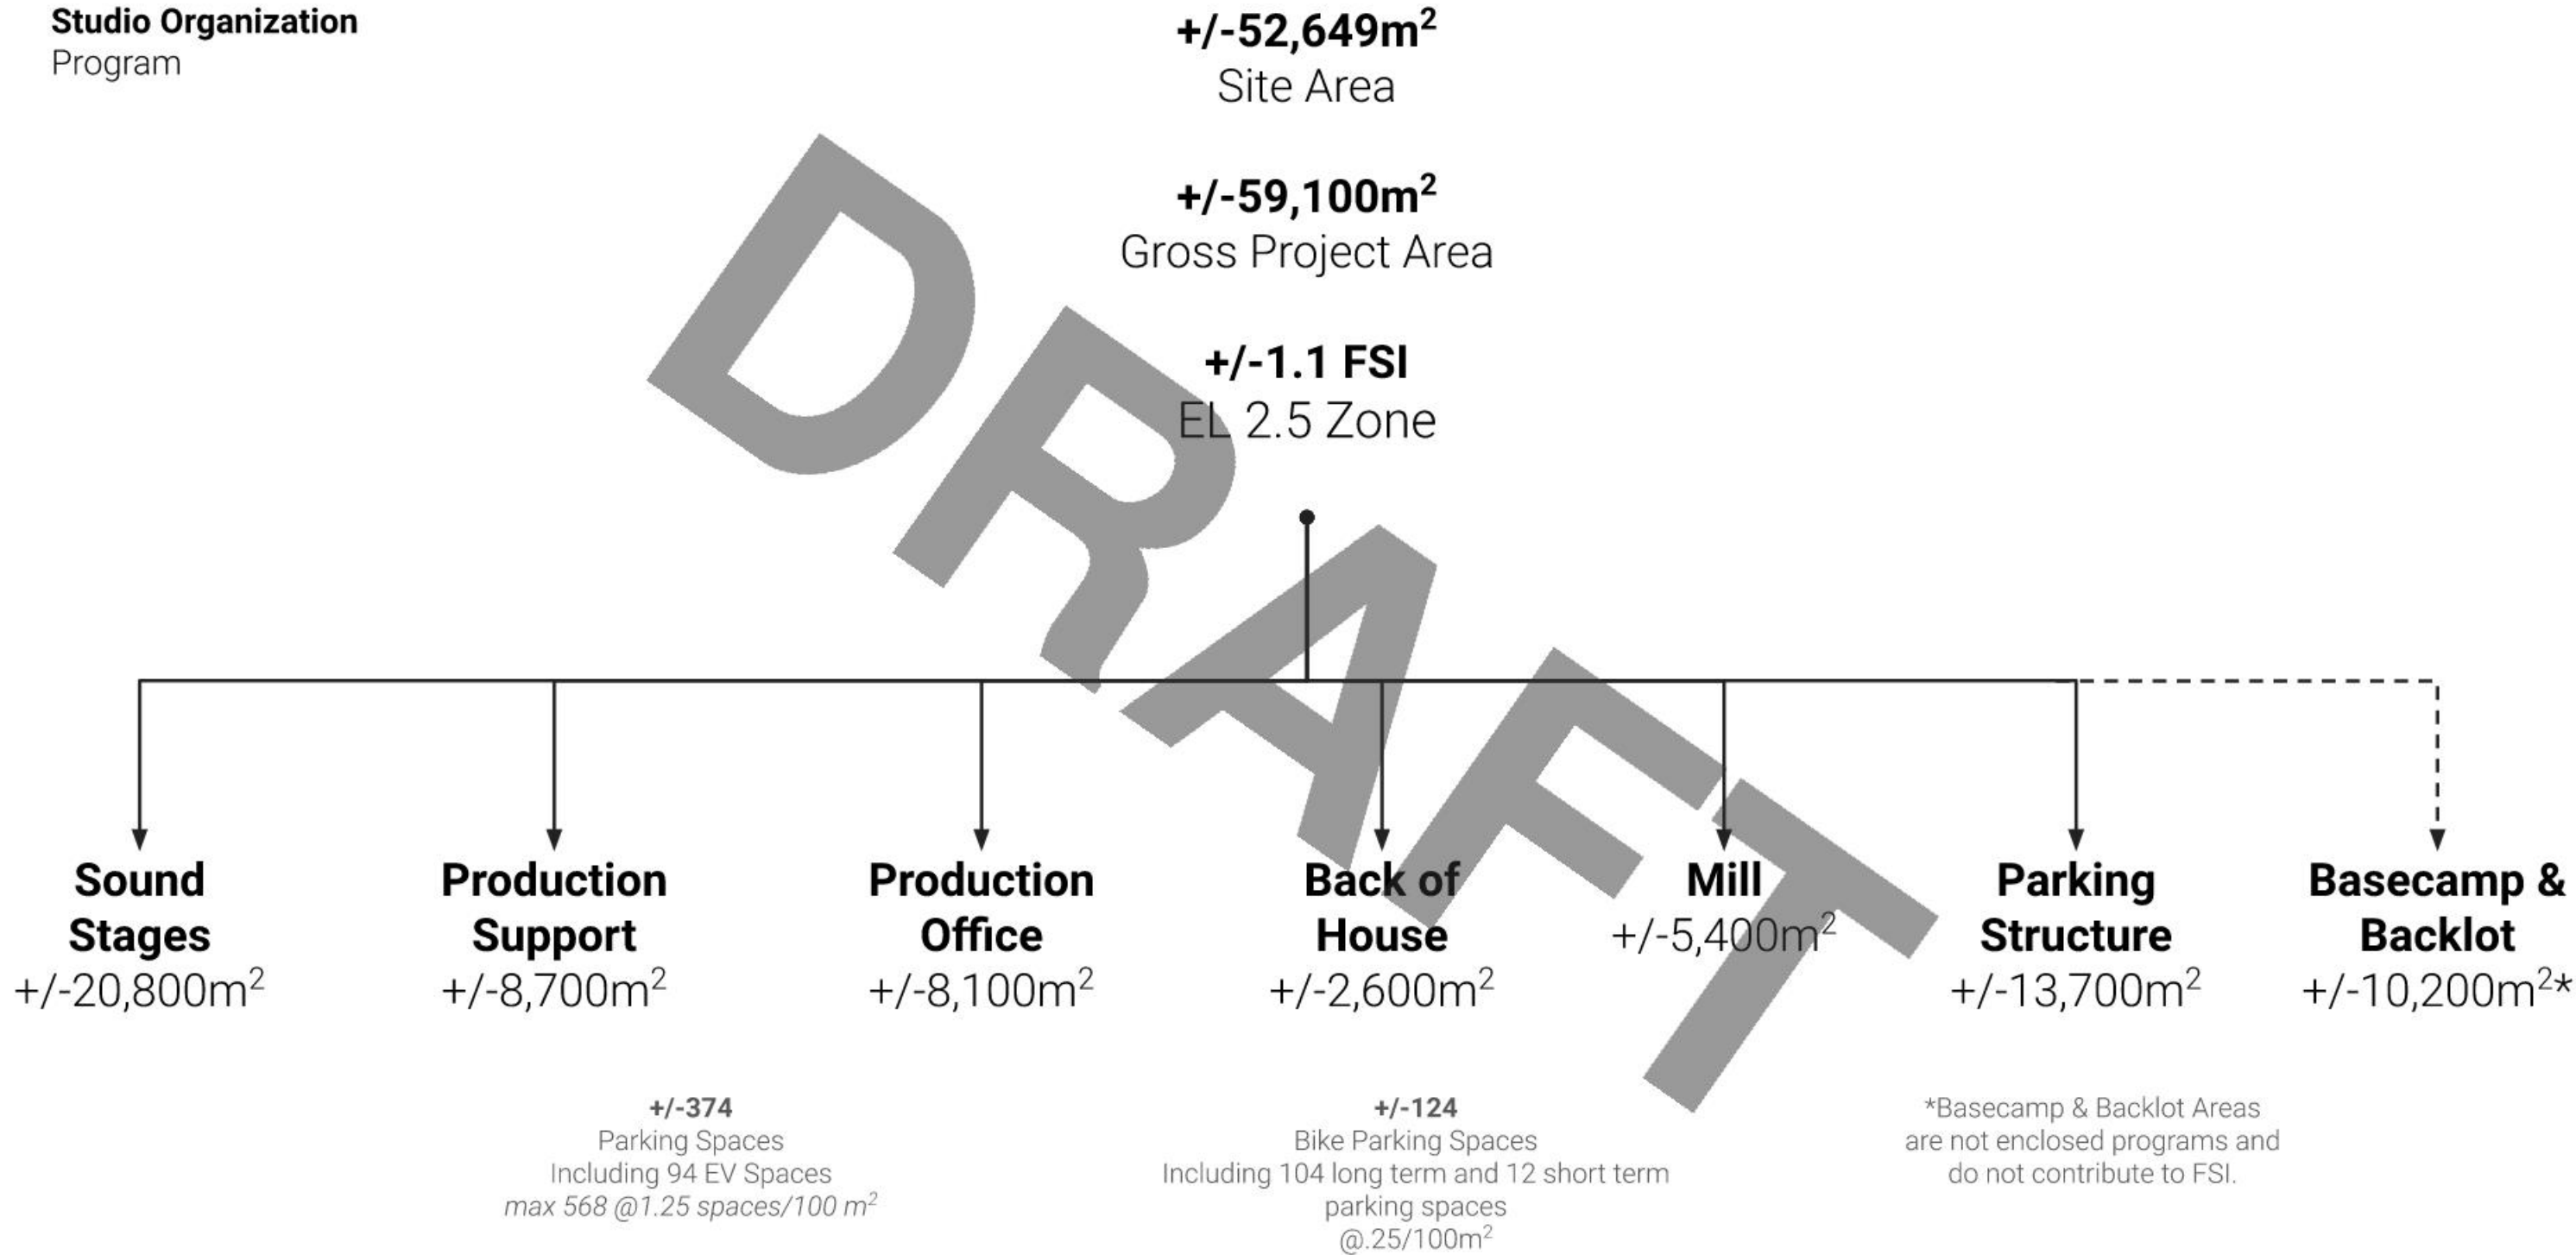 Studio Organization
Program
+/-52,649m²
Site Area
+/-59,100m²
Gross Project Area
+/-1.1 FSI
EL 2.5 Zone
DRAFT
Sound
Stages
+/-20,800m²
Production
Support
+/-8,700m²
Production
Office
+/-8,100m²
Back of
House
+/-2,600m²
Mill
+/-5,400m²
Parking
Structure
+/-13,700m²
Basecamp &
Backlot
+/-10,200m²*
+/-374
Parking Spaces
Including 94 EV Spaces
max 568 @1.25 spaces/100 m²
+/-124
Bike Parking Spaces
Including 104 long term and 12 short term
parking spaces
@.25/100m²
*Basecamp & Backlot Areas
are not enclosed programs and
do not contribute to FSI.